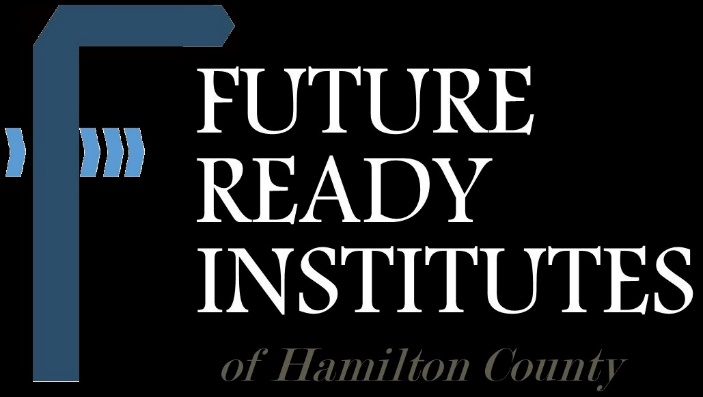 FUTURE
READY
INSTITUTES
of Hamilton County